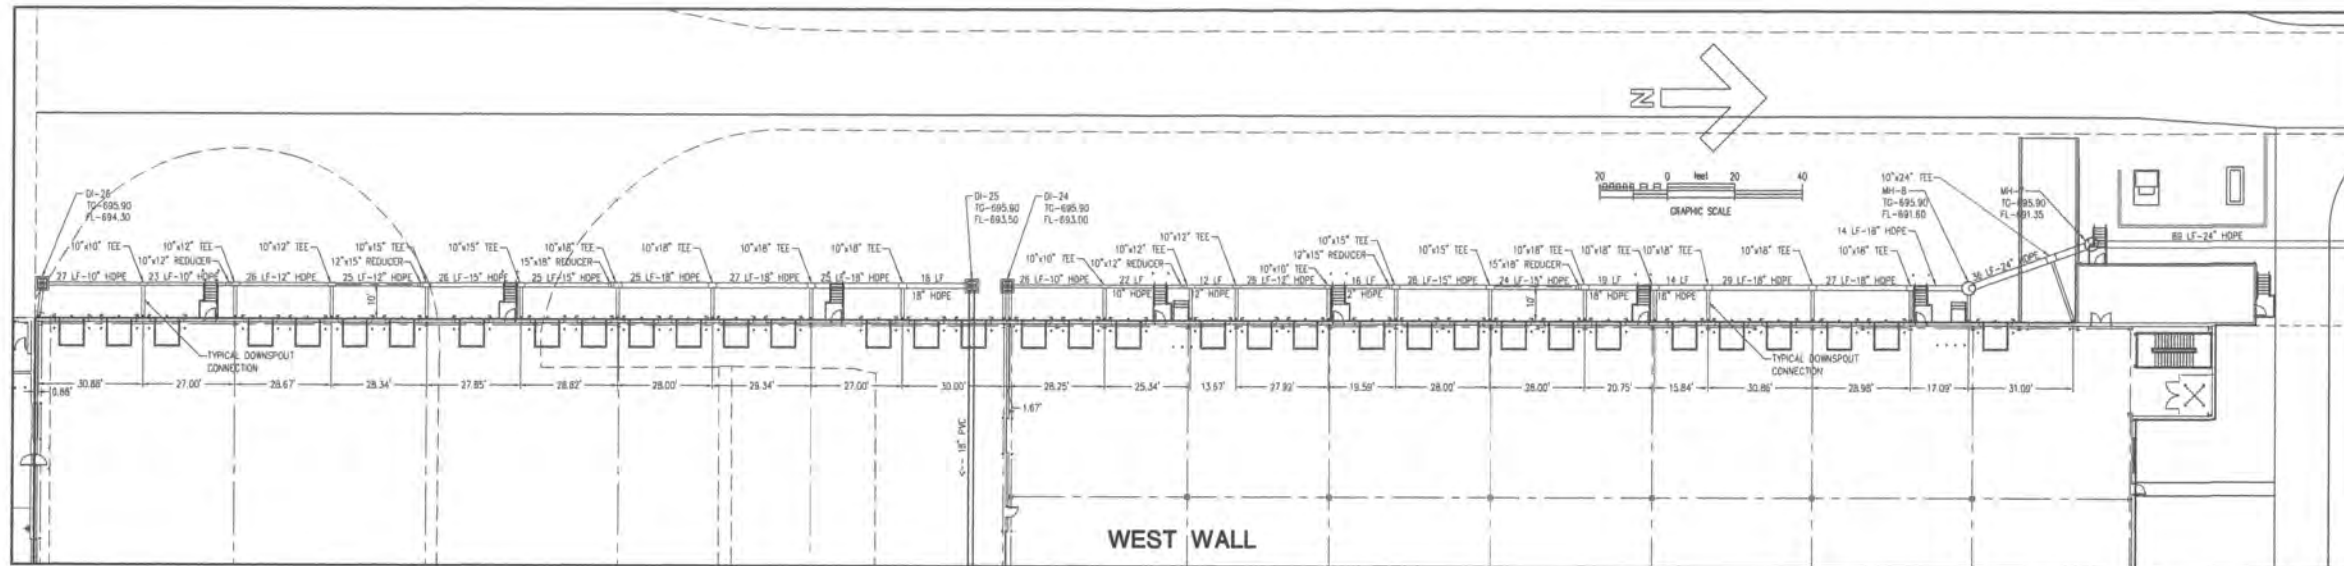 N
20 0 feet 20 40
GRAPHIC SCALE
DI-26
TG-695.90
FL-694.30
DI-25
TG-695.90
FL-693.50
DI-24
TG-695.90
FL-693.00
10"x24" TEE
MH-8
TG-695.90
FL-691.60
TG-695.90
FL-691.35
14 LF-18" HDPE
89 LF-24" HDPE
36 LF-24" HDPE
10"x10" TEE
10"x12" TEE
10"x12" REDUCER
10"x12" TEE
10"x15" TEE
12"x15" REDUCER
10"x15" TEE
10"x18" TEE
15"x18" REDUCER
10"x18" TEE
10"x18" TEE
10"x18" TEE
10"x10" TEE
10"x12" TEE
10"x12" REDUCER
10"x12" TEE
10"x10" TEE
10"x15" TEE
12"x15" REDUCER
10"x15" TEE
10"x18" TEE
15"x18" REDUCER
10"x18" TEE
10"x18" TEE
10"x18" TEE
10"x18" TEE
27 LF-10" HDPE
23 LF-10" HDPE
26 LF-12" HDPE
25 LF-12" HDPE
26 LF-15" HDPE
25 LF-15" HDPE
25 LF-18" HDPE
27 LF-18" HDPE
25 LF-18" HDPE
18 LF
18" HDPE
26 LF-10" HDPE
22 LF
10" HDPE
12 LF
12" HDPE
26 LF-12" HDPE
16 LF
26 LF-15" HDPE
24 LF-15" HDPE
19 LF
18" HDPE
14 LF
18" HDPE
29 LF-18" HDPE
27 LF-18" HDPE
10'
10'
TYPICAL DOWNSPOUT
CONNECTION
TYPICAL DOWNSPOUT
CONNECTION
30.88' 27.00' 28.67' 28.34' 27.85' 28.82' 28.00' 29.34' 27.00' 30.00' 28.25' 25.34' 13.67' 27.92' 19.59' 28.00' 28.00' 20.75' 15.84' 30.86' 28.98' 17.09' 31.09'
0.86'
1.67'
<-- 18" PVC
WEST WALL